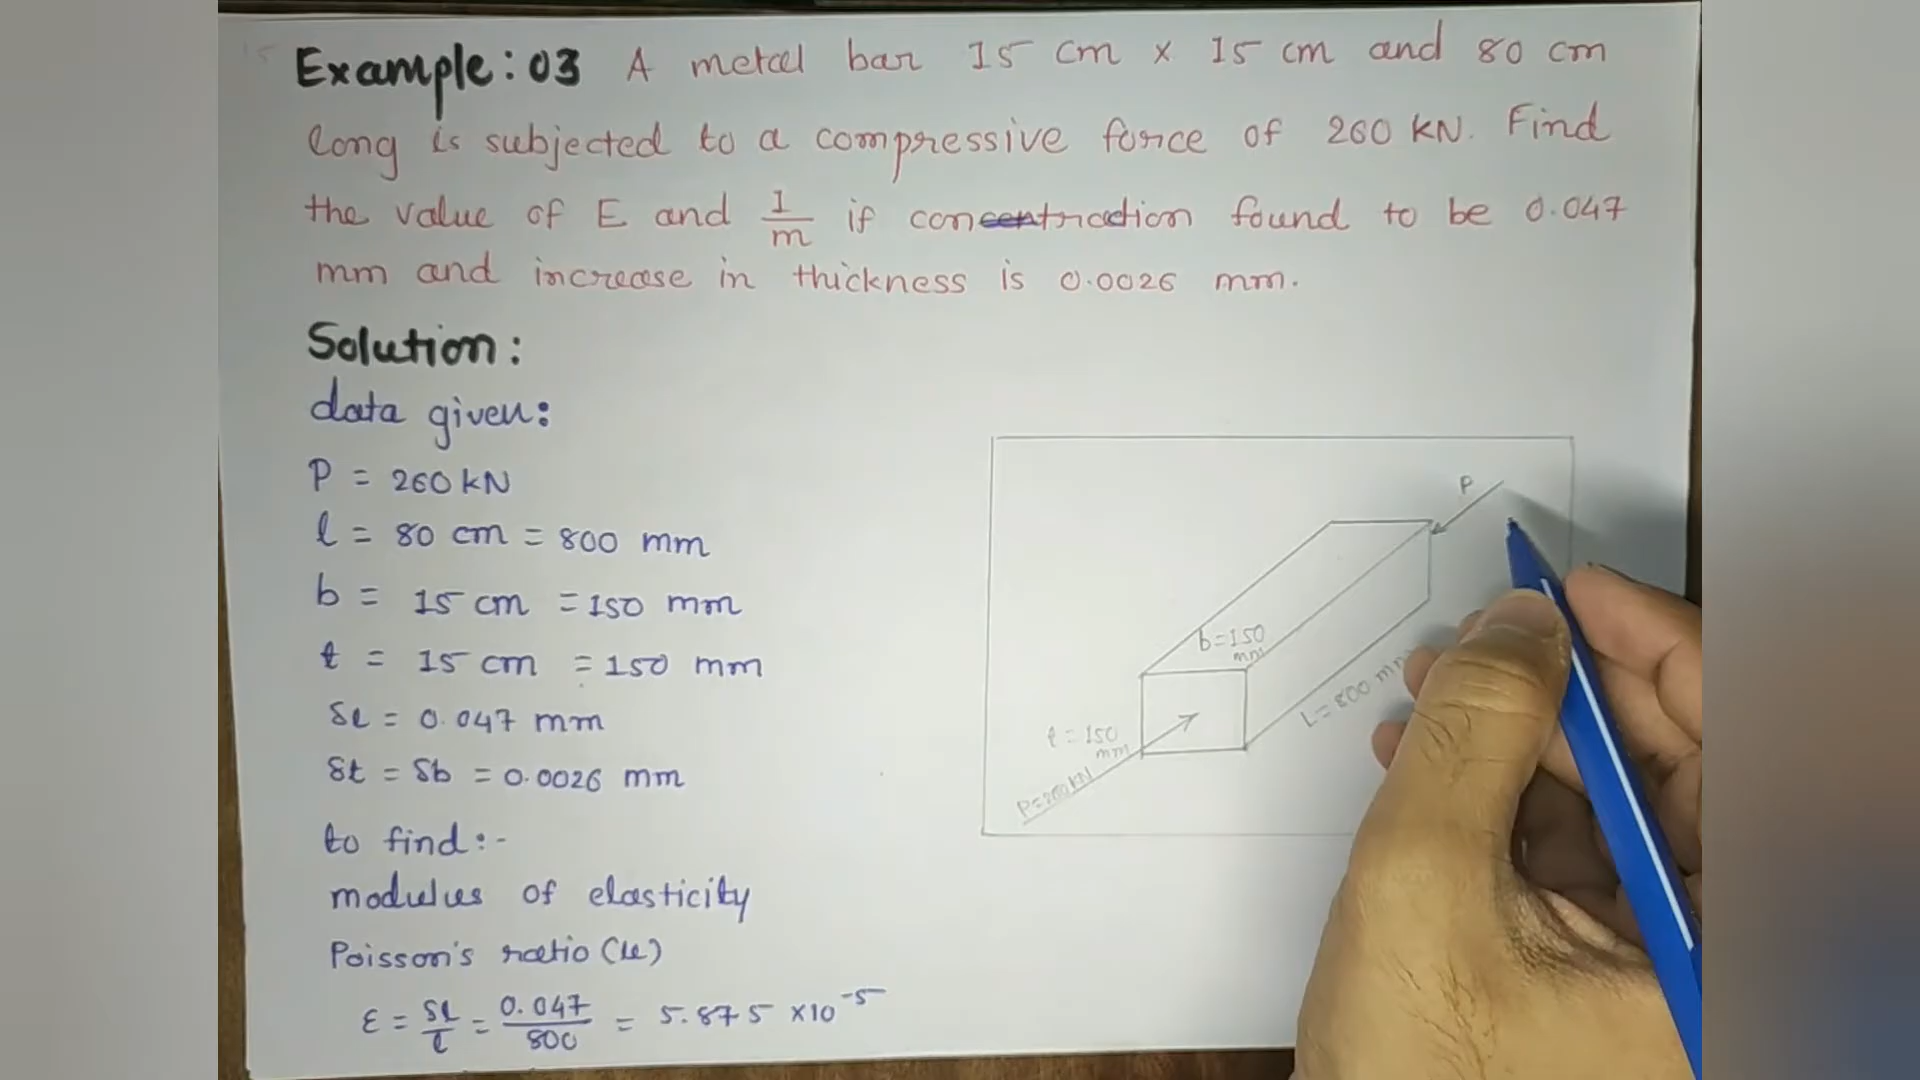 Example: 03 A metal bar 15 cm x 15 cm and 80 cm
long is subjected to a compressive force of 260 KN. Find
the value of E and 1/m if contraction found to be 0.047
mm and increase in thickness is 0.0026 mm.
Solution:
data given:
P = 260 kN
l = 80 cm = 800 mm
b = 15 cm = 150 mm
t = 15 cm = 150 mm
δl = 0.047 mm
δt = δb = 0.0026 mm
to find:-
modulus of elasticity
Poisson's ratio (μ)
ε = δl/l = 0.047/800 = 5.875 x10^-5
P
b=150
mm
L=800 mm
t = 150
mm
P=260KN